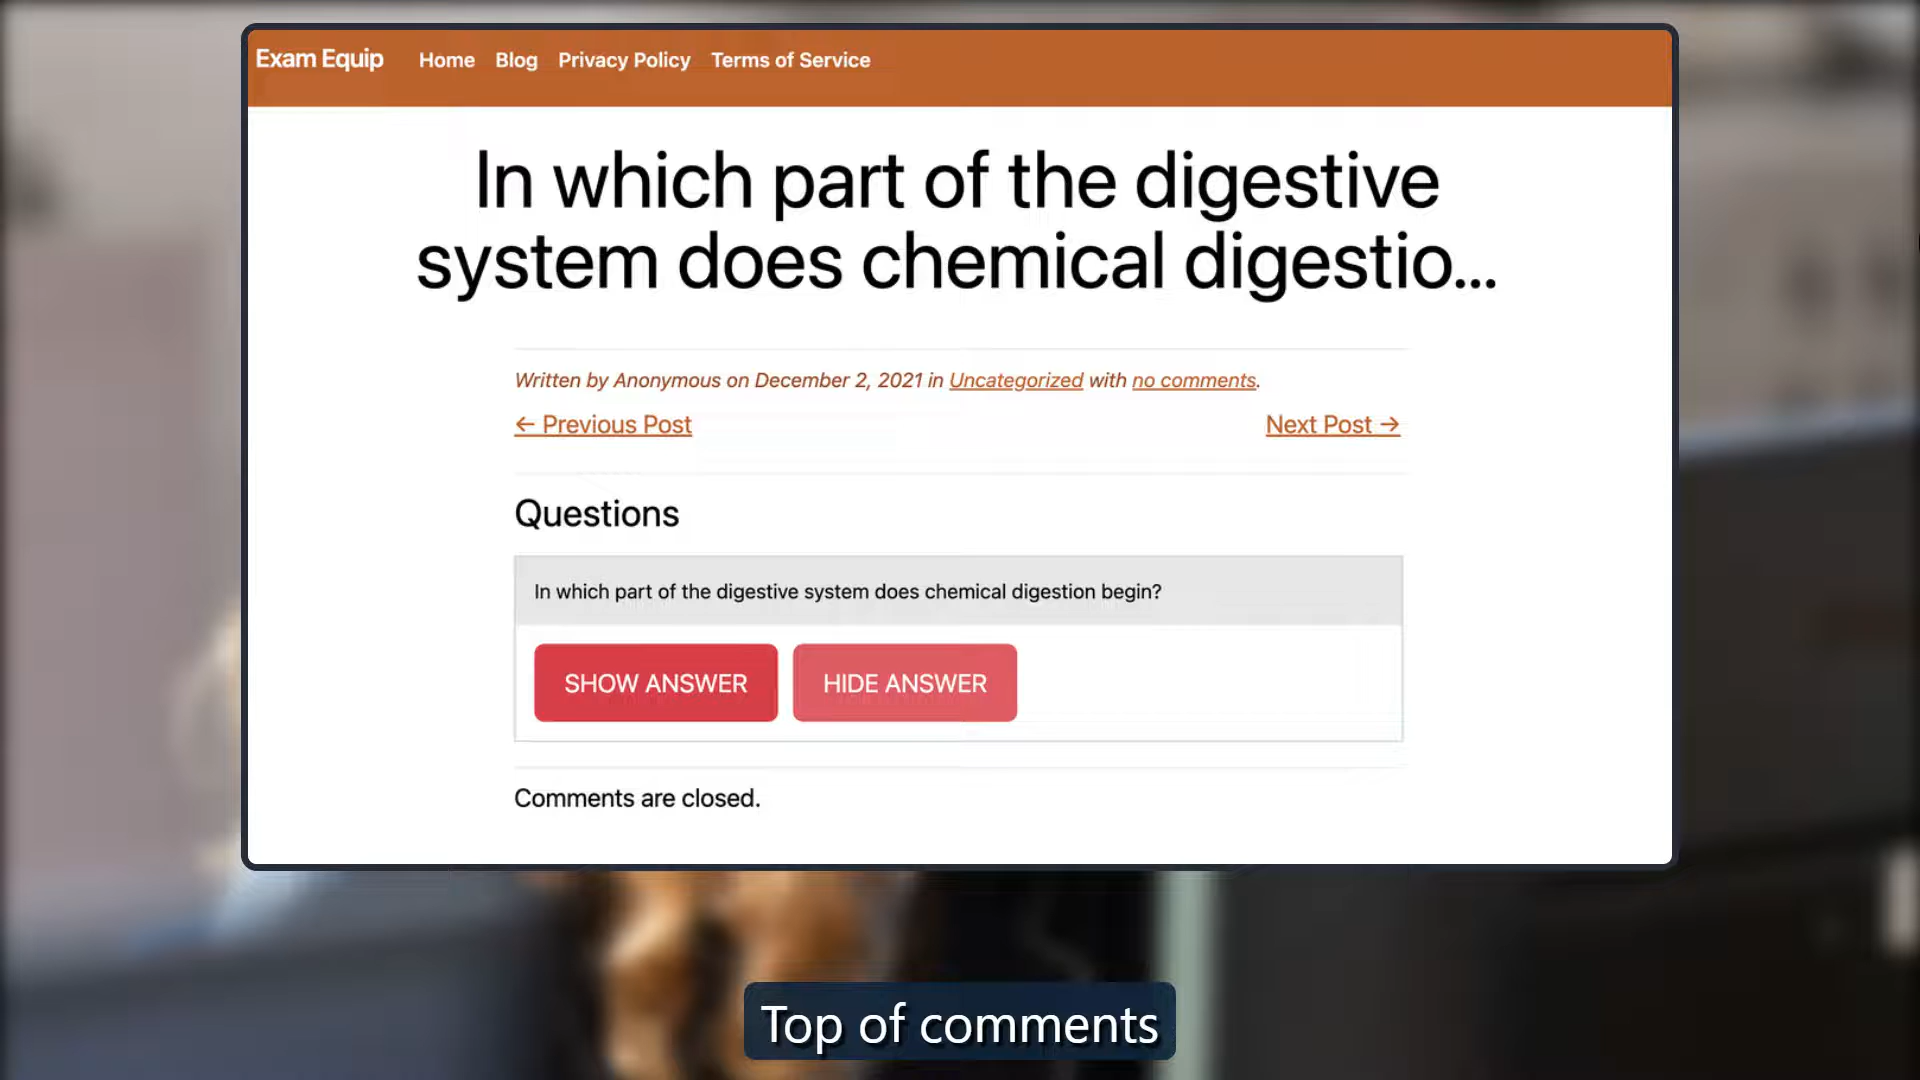 Exam Equip Home Blog Privacy Policy Terms of Service
In which part of the digestive
system does chemical digestio...
Written by Anonymous on December 2, 2021 in Uncategorized with no comments.
← Previous Post Next Post →
Questions
In which part of the digestive system does chemical digestion begin?
SHOW ANSWER HIDE ANSWER
Comments are closed.
Top of comments